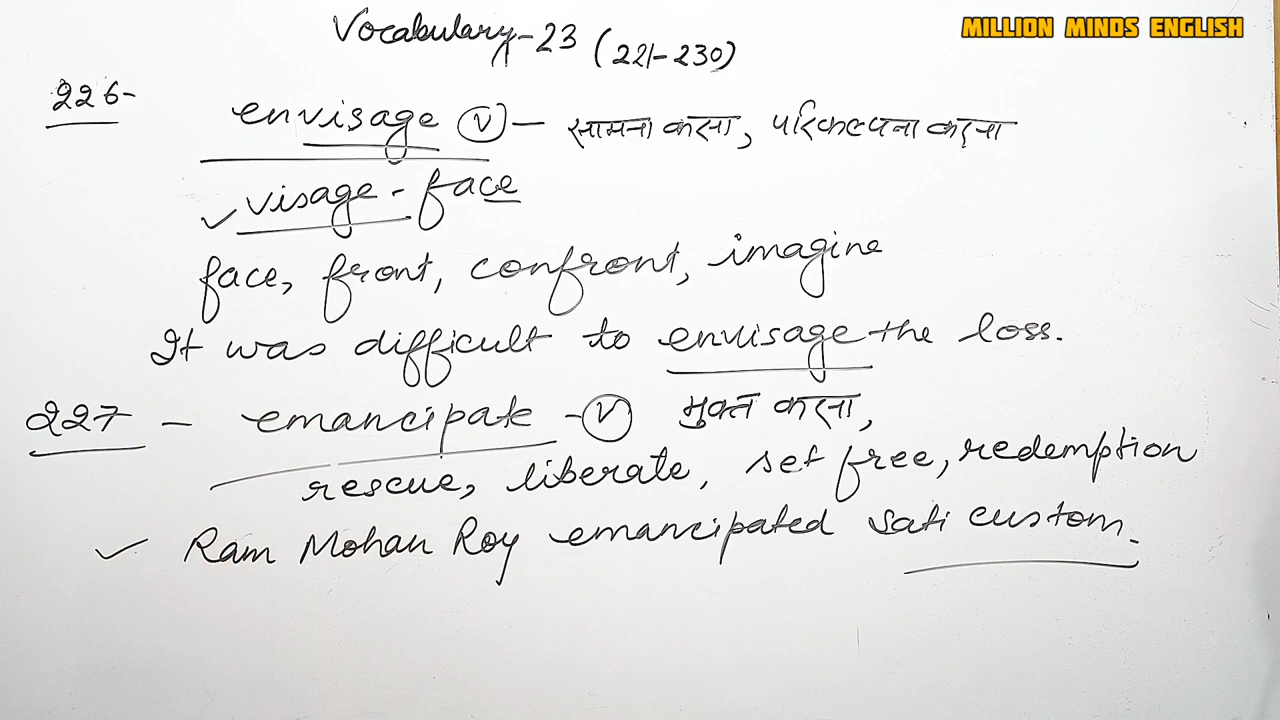 MILLION MINDS ENGLISH
Vocabulary-23 (221-230)
226-
envisage (V) - सामना करना, परिकल्पना करना
✓ visage - face
face, front, confront, imagine
It was difficult to envisage the loss.
227 - emancipate - (V) मुक्त करना,
rescue, liberate, set free, redemption
✓ Ram Mohan Roy emancipated sati custom.